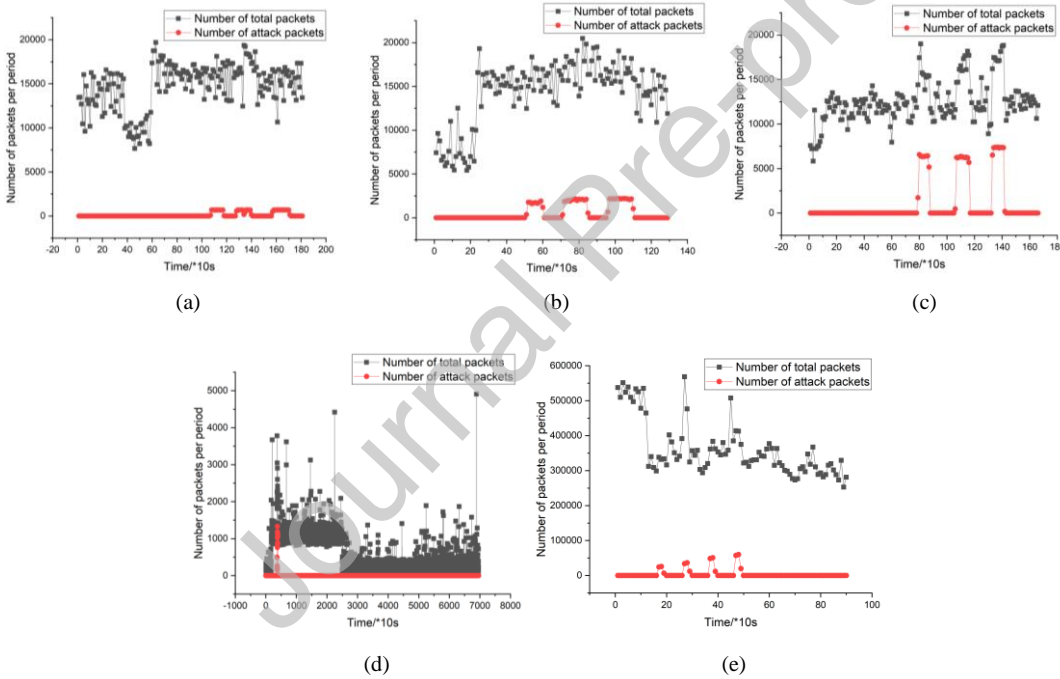 Number of total packets
Number of attack packets
Number of packets per period
20000
15000
10000
5000
0
-20 0 20 40 60 80 100 120 140 160 180 200
Time/*10s
(a)
Number of total packets
Number of attack packets
Number of packets per period
20000
15000
10000
5000
0
-20 0 20 40 60 80 100 120 140
Time/*10s
(b)
Number of total packets
Number of attack packets
Number of packets per period
20000
15000
10000
5000
0
-20 0 20 40 60 80 100 120 140 160 18
Time/*10s
(c)
Number of total packets
Number of attack packets
Number of packets per period
5000
4000
3000
2000
1000
0
-1000 0 1000 2000 3000 4000 5000 6000 7000 8000
Time/*10s
(d)
Number of total packets
Number of attack packets
Number of packets per period
600000
500000
400000
300000
200000
100000
0
0 20 40 60 80 100
Time/*10s
(e)
Journal Pre-pr